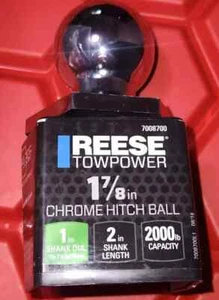 7008700
REESE
TOWPOWER
1 7/8 in
CHROME HITCH BALL
1 in
SHANK DIA.
2 in
SHANK
LENGTH
2000 lb
CAPACITY